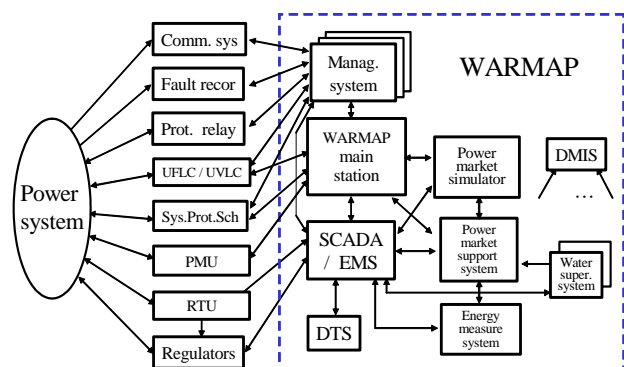 Comm. sys
Fault recor
Prot. relay
UFLC / UVLC
Sys.Prot.Sch
PMU
RTU
Regulators
Power
system
Manag.
system
WARMAP
main
station
SCADA
/ EMS
DTS
WARMAP
Power
market
simulator
Power
market
support
system
Energy
measure
system
DMIS
...
Water
super.
system